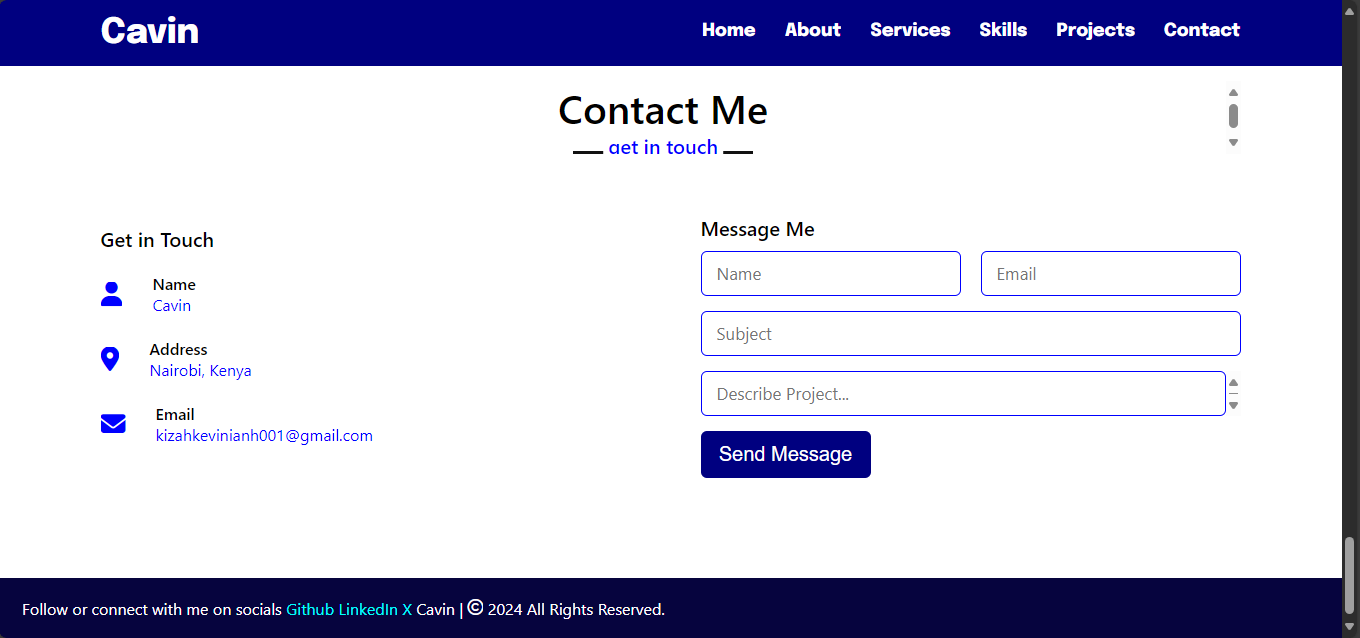 Cavin
Home About Services Skills Projects Contact
Contact Me
get in touch
Get in Touch
Name
Cavin
Address
Nairobi, Kenya
Email
kizahkevinianh001@gmail.com
Message Me
Name Email
Subject
Describe Project...
Send Message
Follow or connect with me on socials Github LinkedIn X Cavin | © 2024 All Rights Reserved.